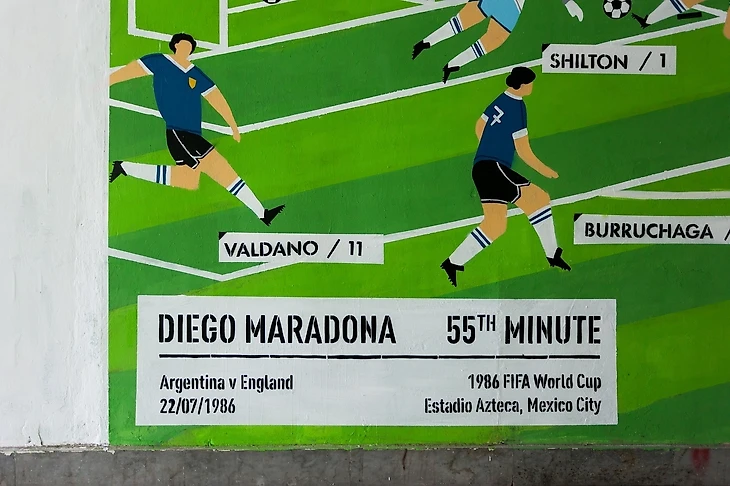 SHILTON / 1
7
VALDANO / 11
BURRUCHAGA /
DIEGO MARADONA 55TH MINUTE
Argentina v England 1986 FIFA World Cup
22/07/1986 Estadio Azteca, Mexico City